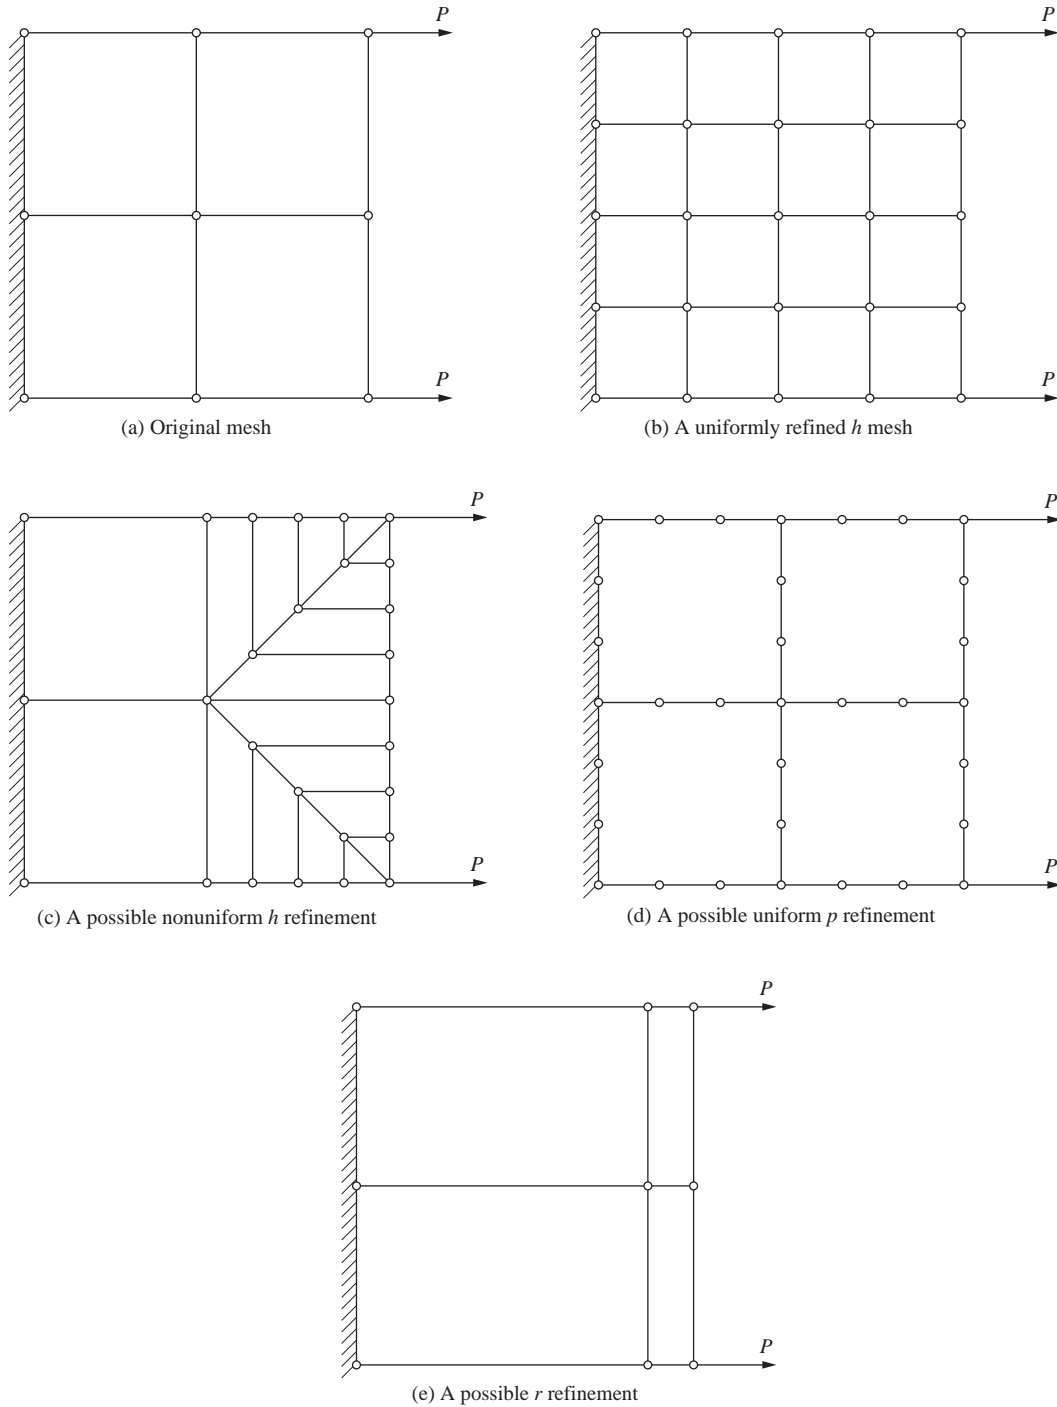 P
P
P
P
(a) Original mesh
(b) A uniformly refined h mesh
P
P
P
P
(c) A possible nonuniform h refinement
(d) A possible uniform p refinement
P
P
(e) A possible r refinement